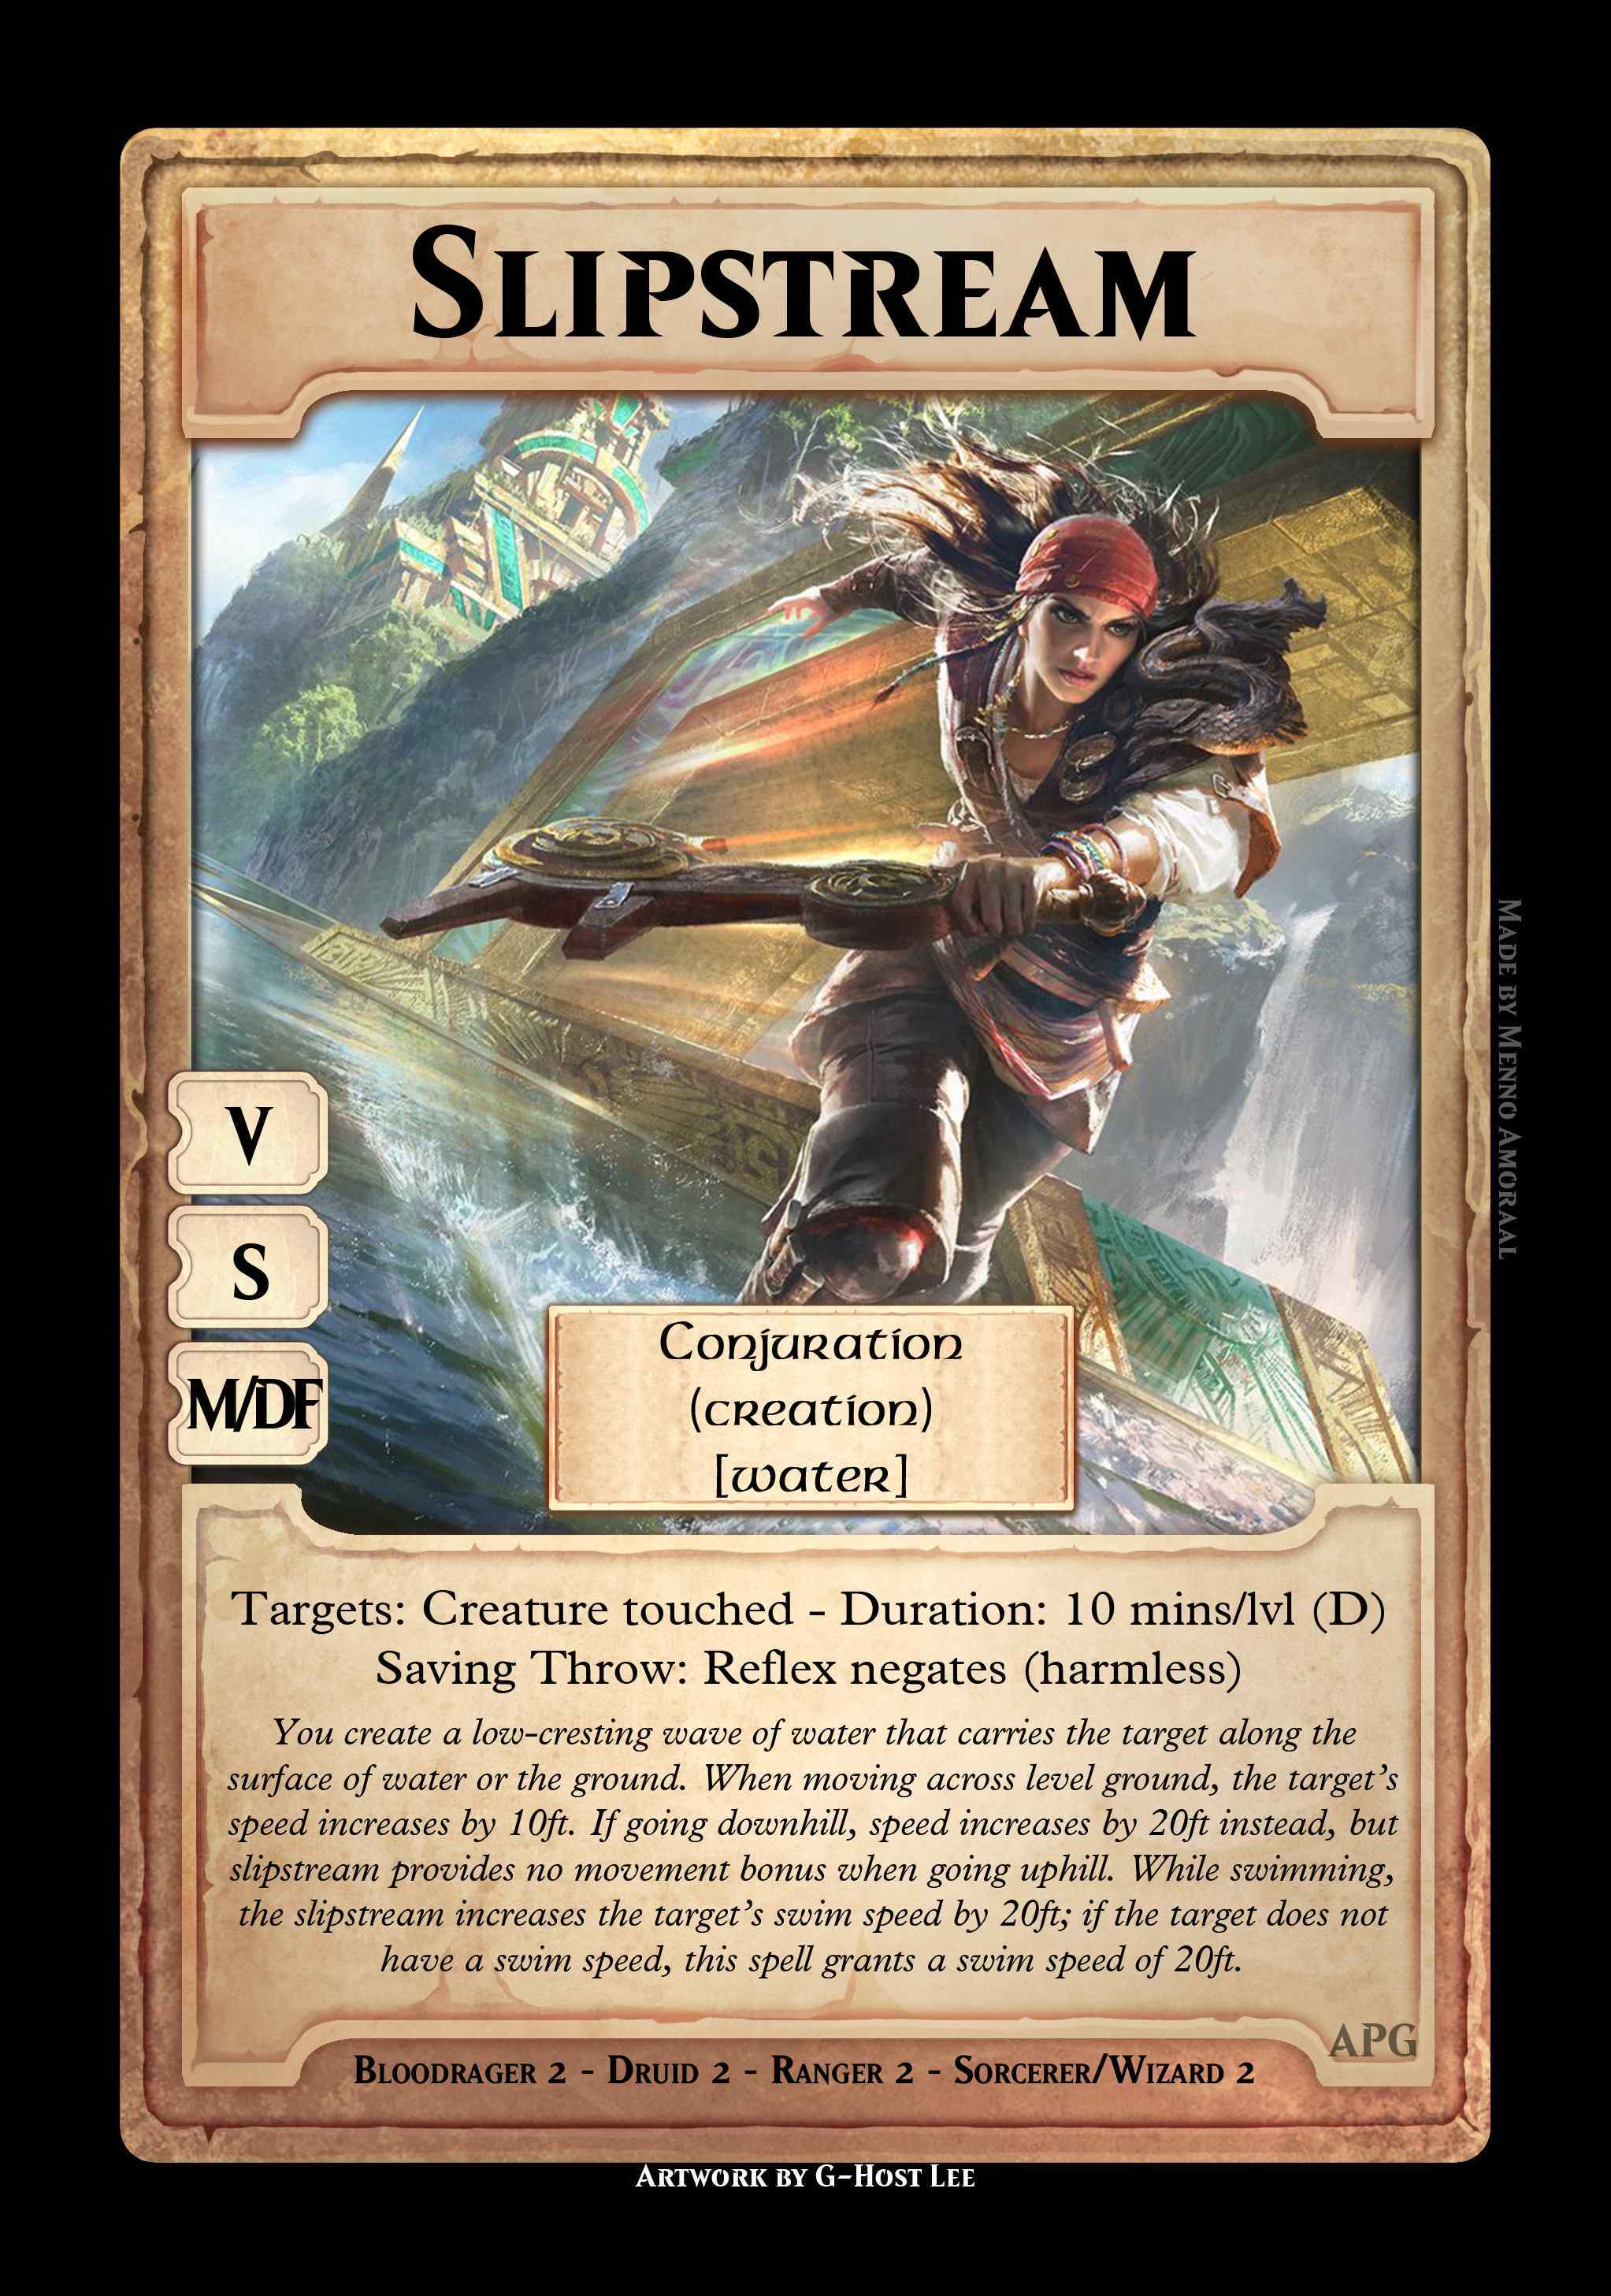 Slipstream
V
S
M/DF
Conjuration
(creation)
[water]
Targets: Creature touched - Duration: 10 mins/lvl (D)
Saving Throw: Reflex negates (harmless)
You create a low-cresting wave of water that carries the target along the
surface of water or the ground. When moving across level ground, the target's
speed increases by 10ft. If going downhill, speed increases by 20ft instead, but
slipstream provides no movement bonus when going uphill. While swimming,
the slipstream increases the target's swim speed by 20ft; if the target does not
have a swim speed, this spell grants a swim speed of 20ft.
APG
Bloodrager 2 - Druid 2 - Ranger 2 - Sorcerer/Wizard 2
Artwork by G-Host Lee
Made by Menno Amoraal